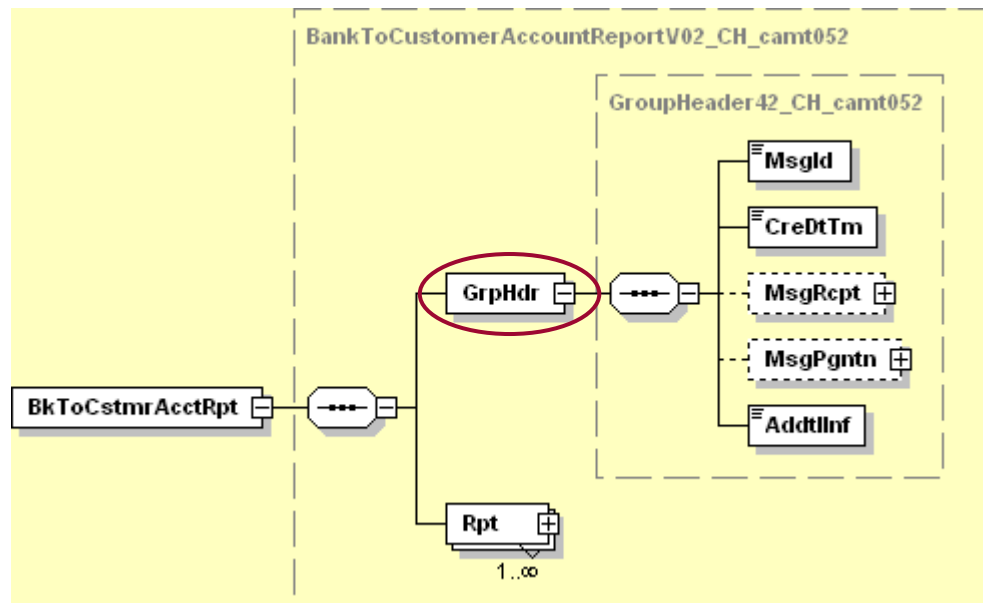 BankToCustomerAccountReportV02_CH_camt052
GroupHeader42_CH_camt052
MsgId
CreDtTm
GrpHdr
MsgRcpt
MsgPgntn
BkToCstmrAcctRpt
AddtlInf
Rpt
1..∞